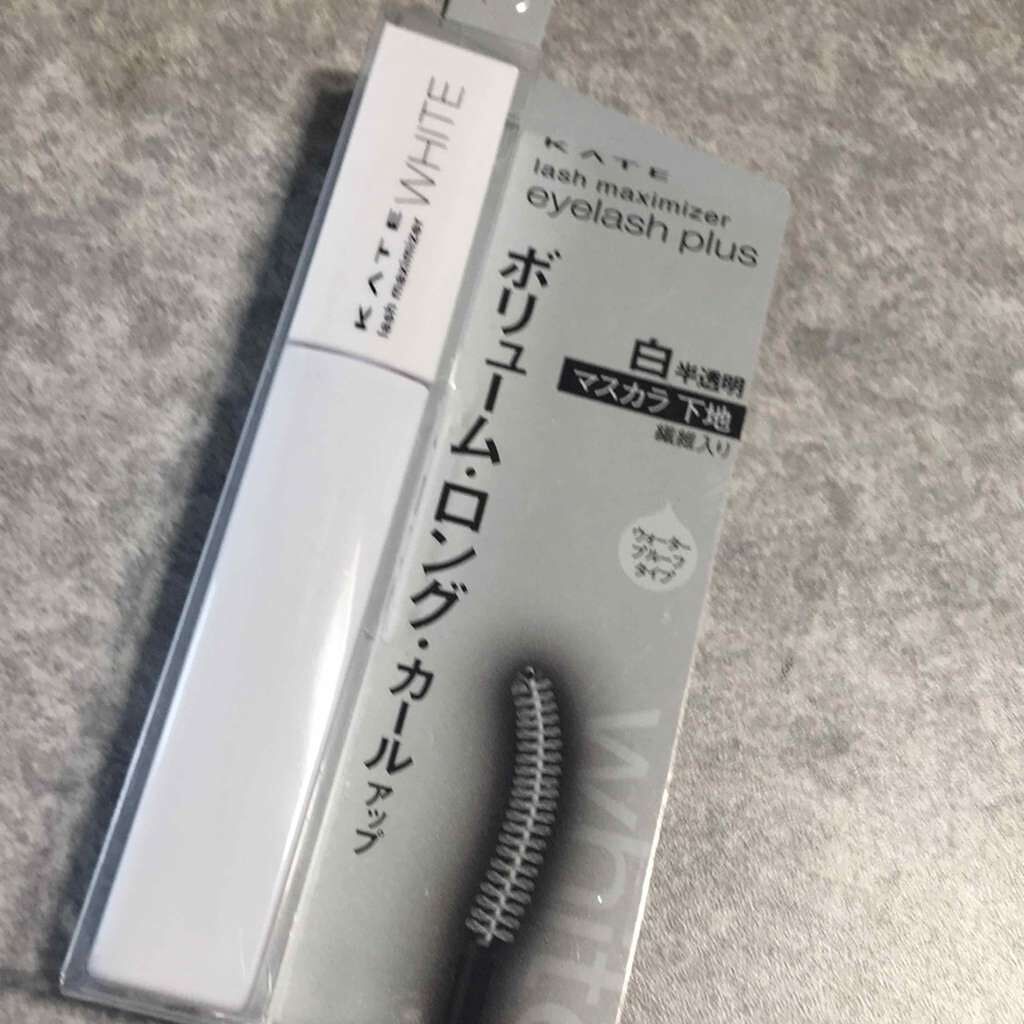 KATE
lash maximizer WHITE
KATE
lash maximizer
eyelash plus
ボリューム・ロング・カールアップ
白 半透明
マスカラ 下地
繊維入り
ウォーター
プルーフ
タイプ
White